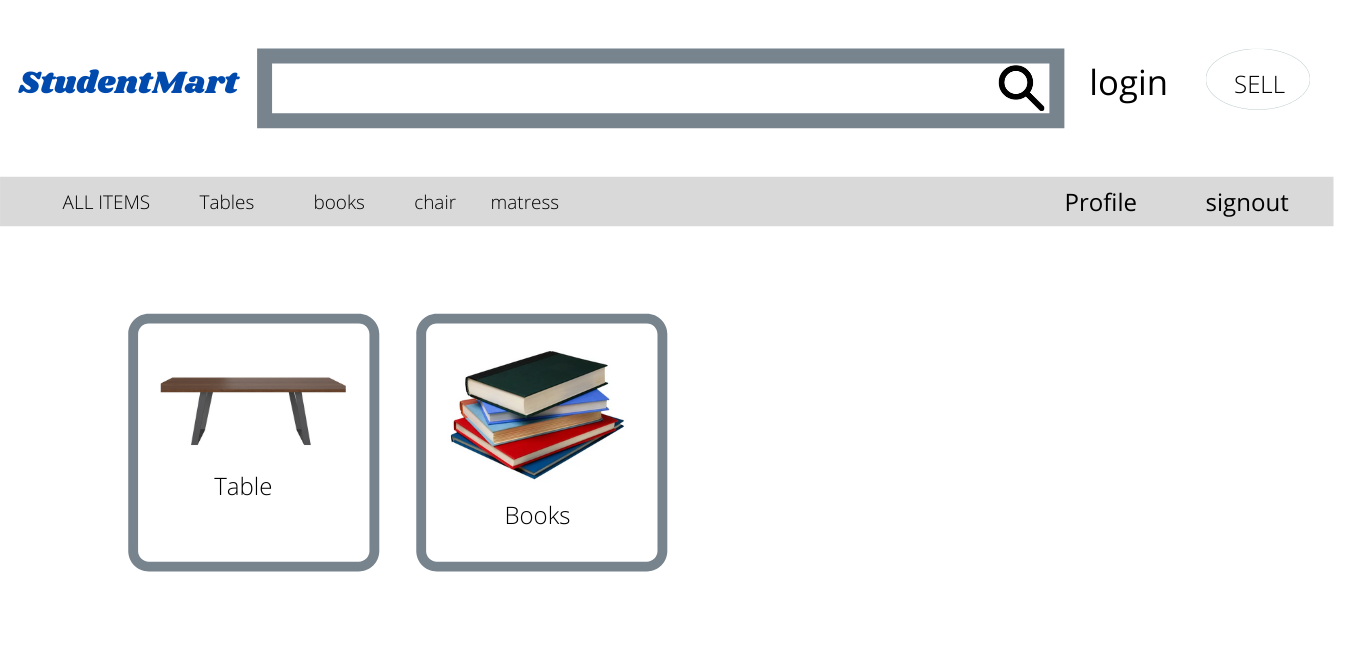 StudentMart
login
SELL
ALL ITEMS Tables books chair matress
Profile signout
Table
Books